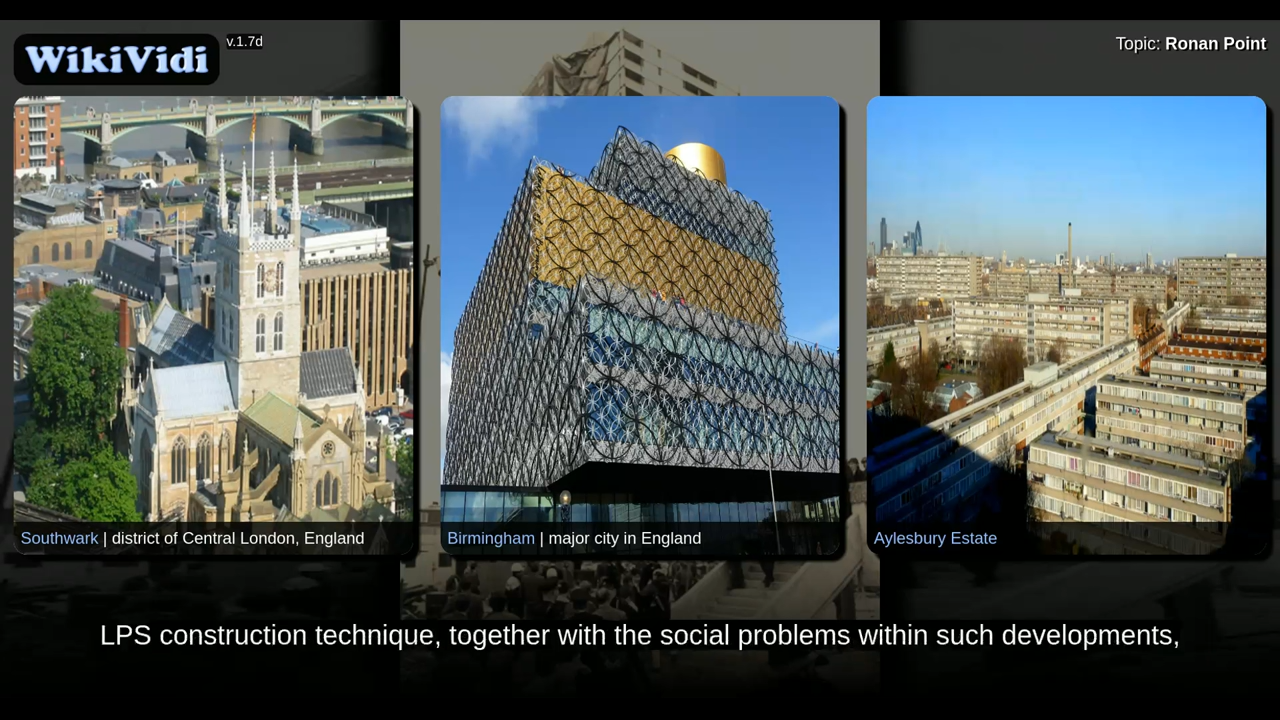 WikiVidi
v.1.7d
Topic: Ronan Point
Southwark | district of Central London, England
Birmingham | major city in England
Aylesbury Estate
LPS construction technique, together with the social problems within such developments,